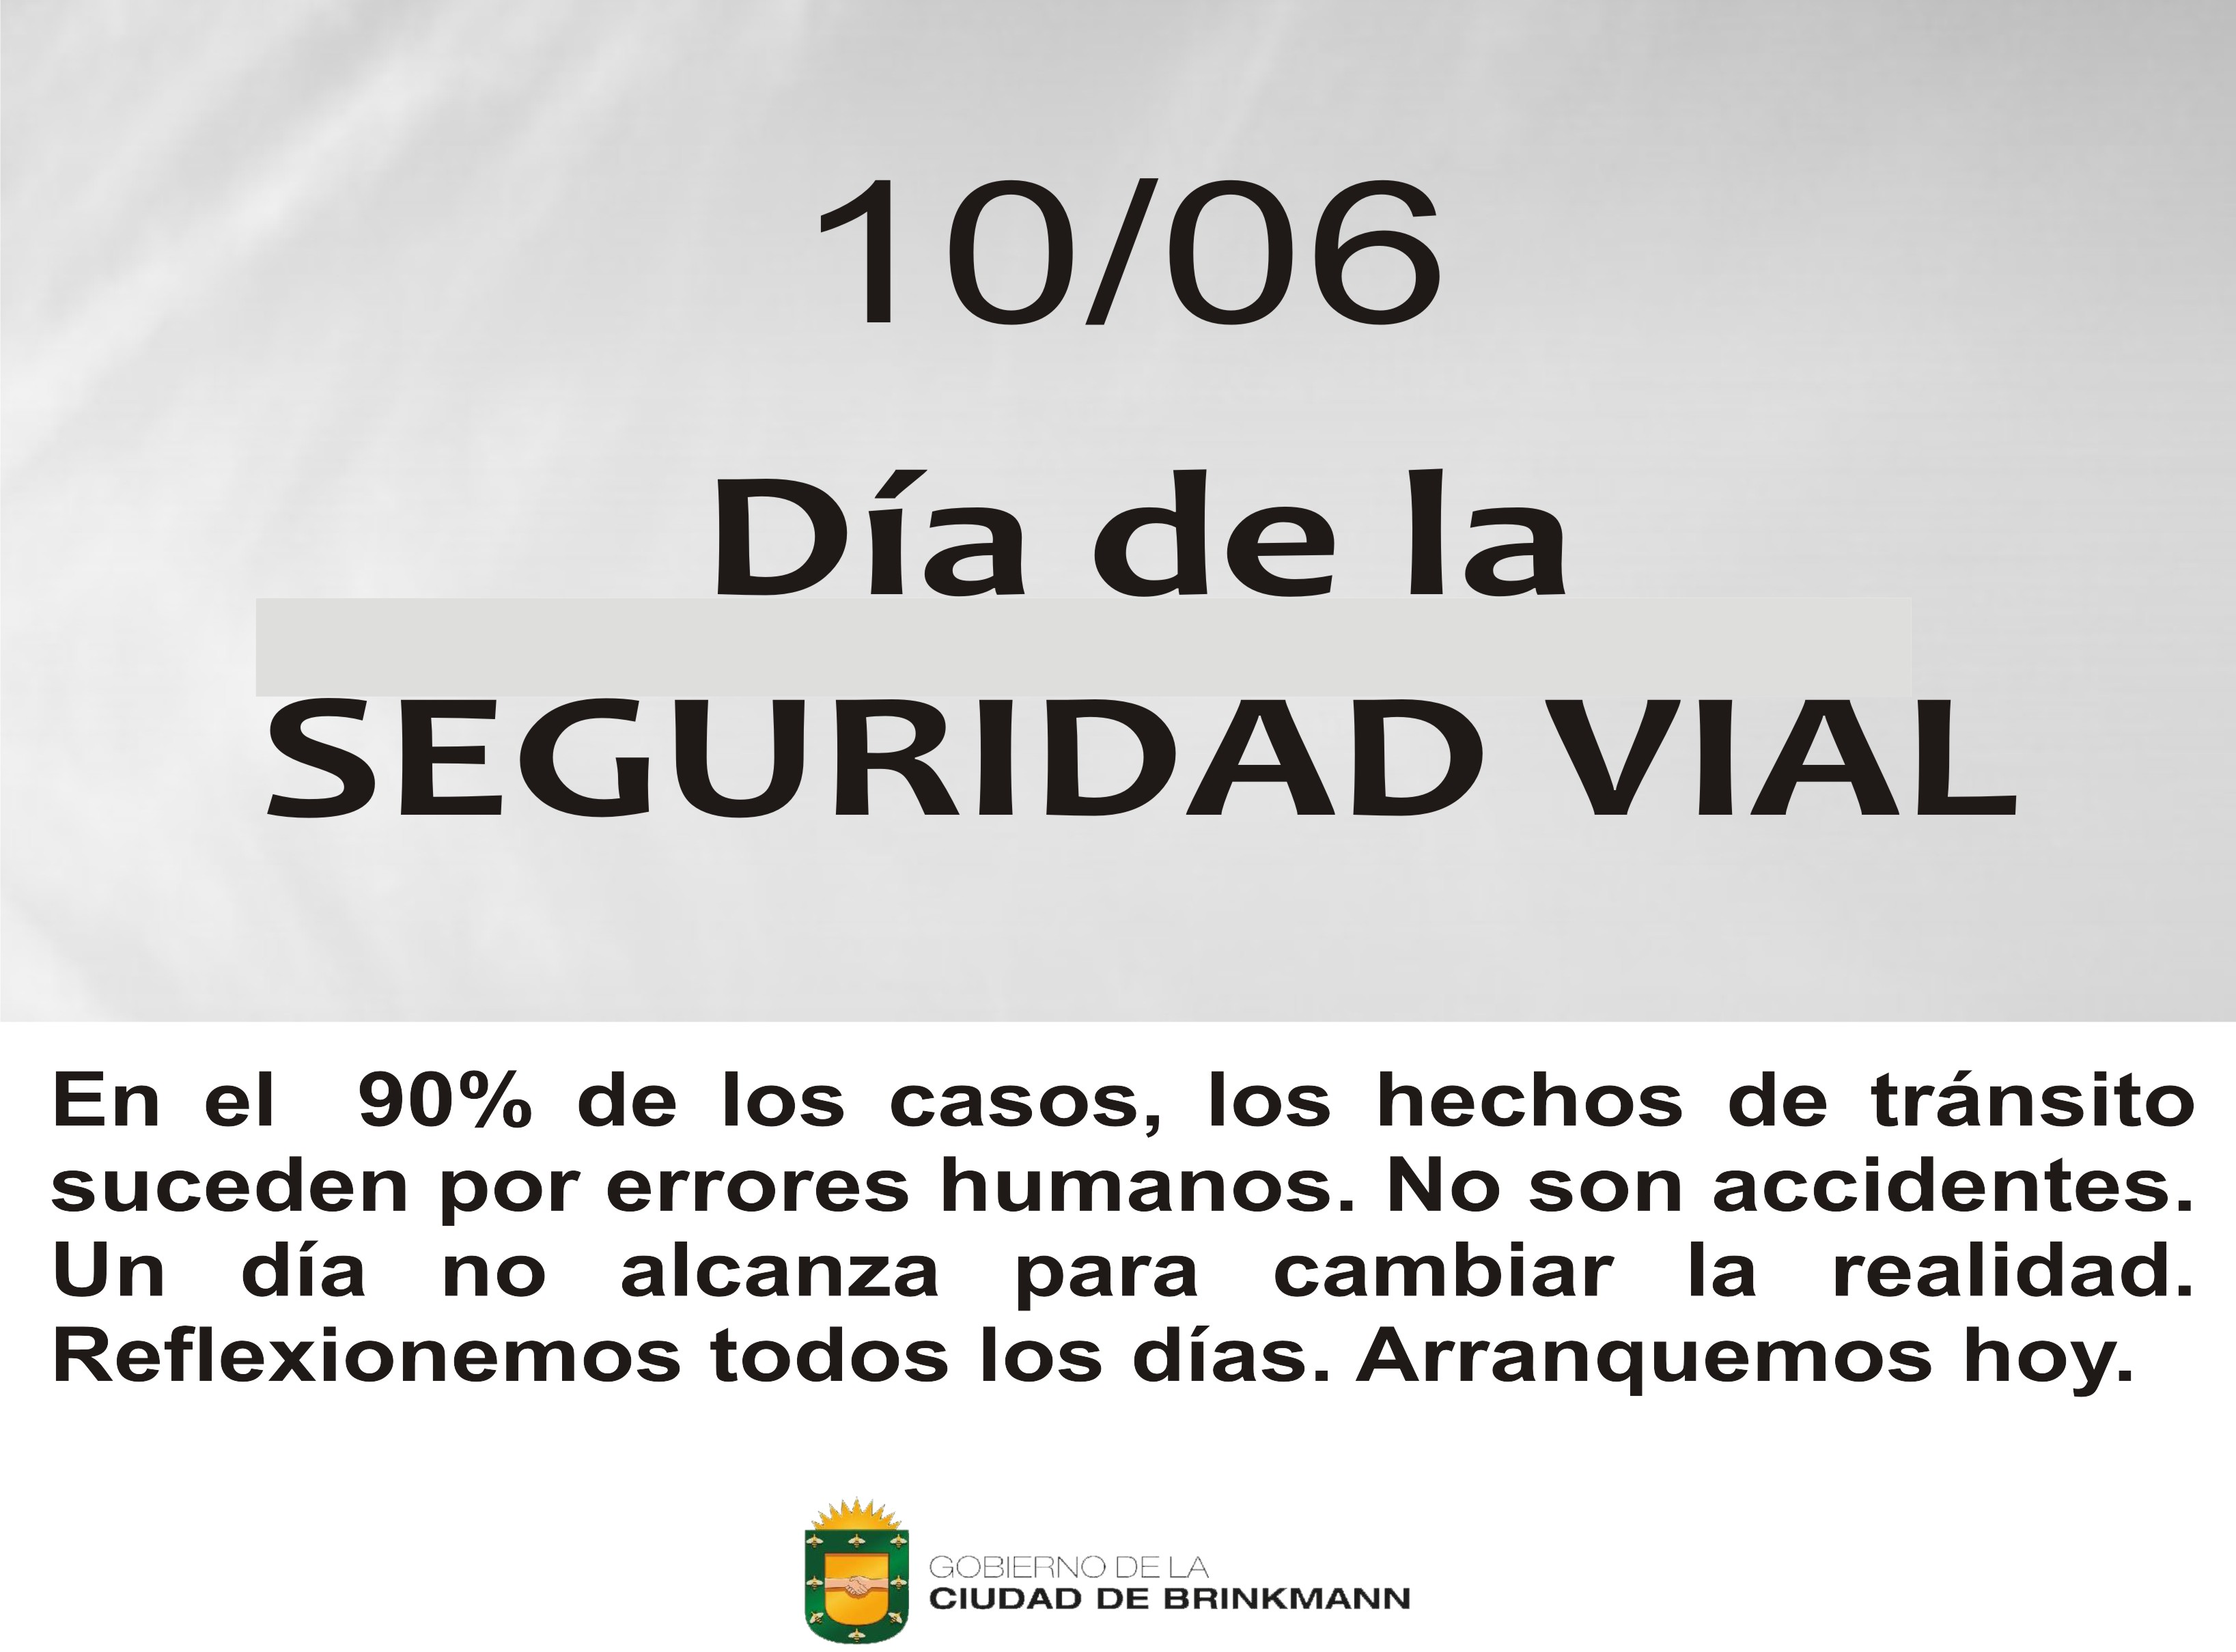 10/06
Día de la
SEGURIDAD VIAL
En el 90% de los casos, los hechos de tránsito
suceden por errores humanos. No son accidentes.
Un día no alcanza para cambiar la realidad.
Reflexionemos todos los días. Arranquemos hoy.
GOBIERNO DE LA
CIUDAD DE BRINKMANN